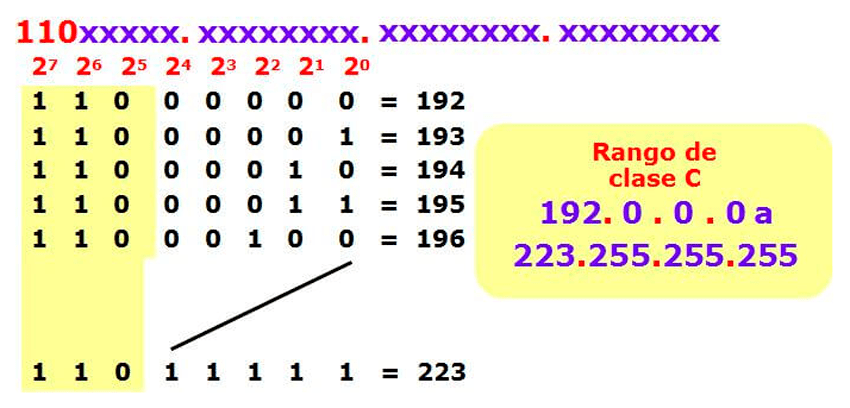 110xxxxx. xxxxxxxx. xxxxxxxx. xxxxxxxx
2⁷ 2⁶ 2⁵ 2⁴ 2³ 2² 2¹ 2⁰
1 1 0 0 0 0 0 0 = 192
1 1 0 0 0 0 0 1 = 193
1 1 0 0 0 0 1 0 = 194
1 1 0 0 0 0 1 1 = 195
1 1 0 0 0 1 0 0 = 196
1 1 0 1 1 1 1 1 = 223
Rango de
clase C
192. 0 . 0 . 0 a
223.255.255.255